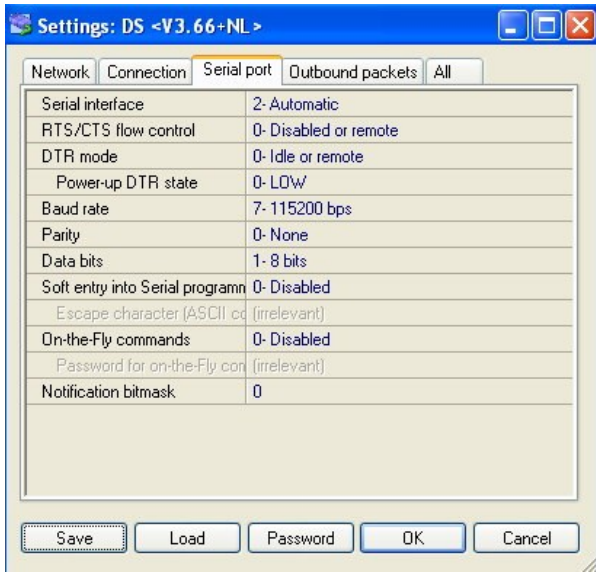 Settings: DS <V3.66+NL>
Network Connection Serial port Outbound packets All
Serial interface 2- Automatic
RTS/CTS flow control 0- Disabled or remote
DTR mode 0- Idle or remote
Power-up DTR state 0- LOW
Baud rate 7- 115200 bps
Parity 0- None
Data bits 1- 8 bits
Soft entry into Serial programn 0- Disabled
Escape character (ASCII cc (irrelevant)
On-the-Fly commands 0- Disabled
Password for on-the-Fly con (irrelevant)
Notification bitmask 0
Save Load Password OK Cancel